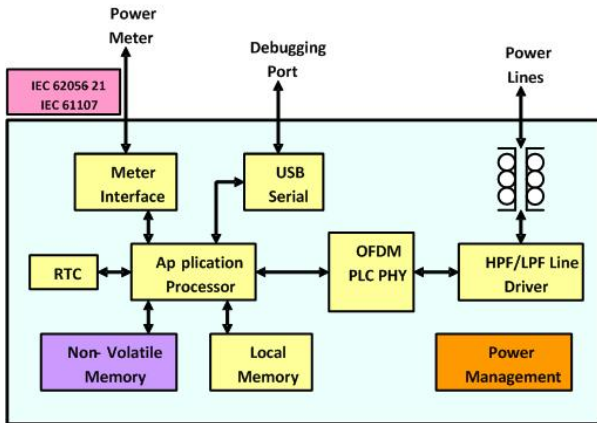 Power
Meter
Debugging
Port
Power
Lines
IEC 62056 21
IEC 61107
Meter
Interface
USB
Serial
RTC
Ap plication
Processor
OFDM
PLC PHY
HPF/LPF Line
Driver
Non- Volatile
Memory
Local
Memory
Power
Management